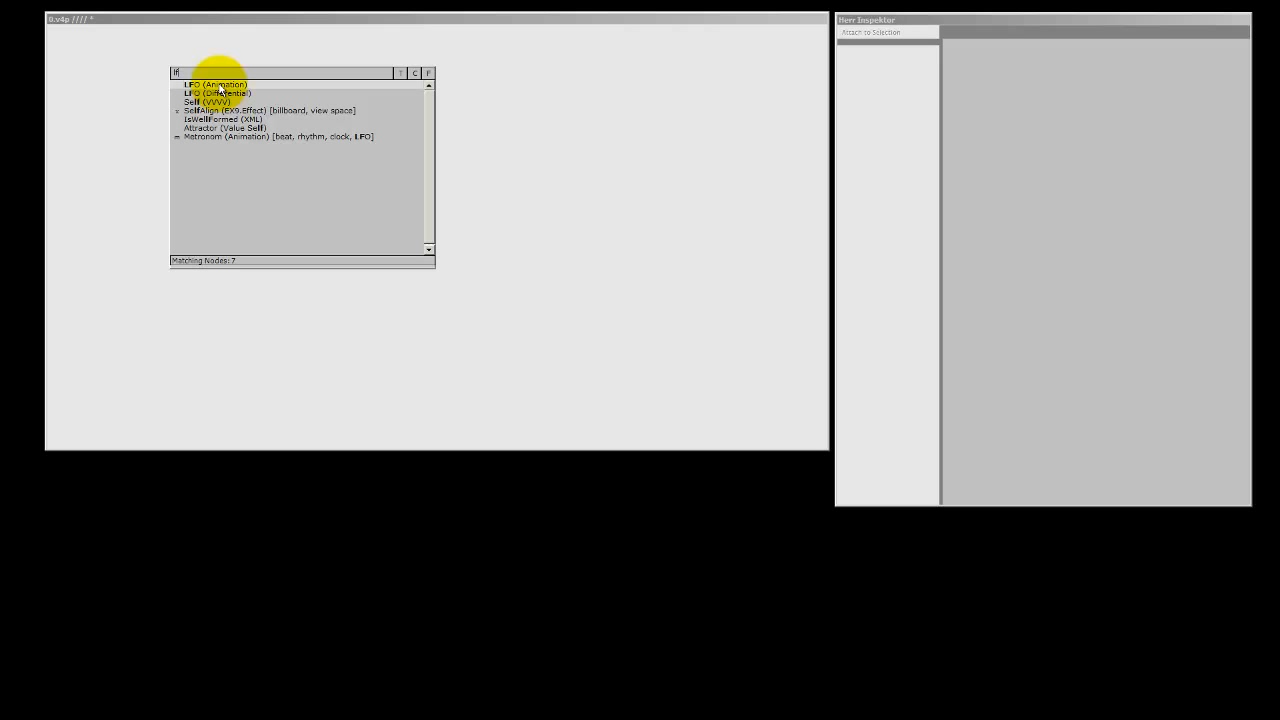 0.v4p //// *
Herr Inspektor
Attach to Selection
lf
T C F
LFO (Animation)
LFO (Differential)
Self (VVVV)
SelfAlign (EX9.Effect) [billboard, view space]
IsWellFormed (XML)
Attractor (Value Self)
Metronom (Animation) [beat, rhythm, clock, LFO]
Matching Nodes: 7